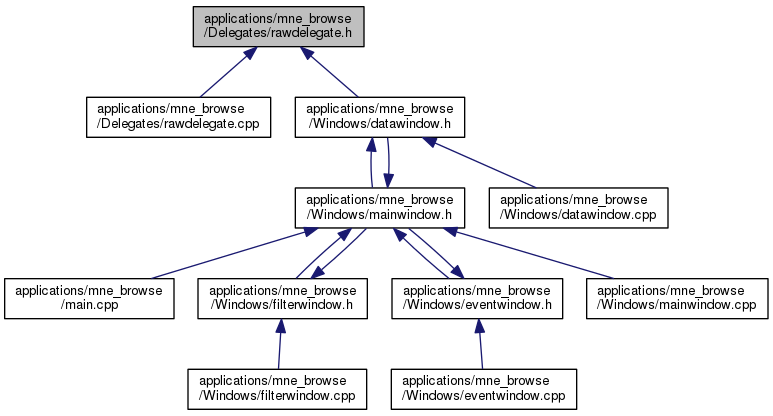 applications/mne_browse
/Delegates/rawdelegate.h
applications/mne_browse
/Delegates/rawdelegate.cpp
applications/mne_browse
/Windows/datawindow.h
applications/mne_browse
/Windows/mainwindow.h
applications/mne_browse
/Windows/datawindow.cpp
applications/mne_browse
/main.cpp
applications/mne_browse
/Windows/filterwindow.h
applications/mne_browse
/Windows/eventwindow.h
applications/mne_browse
/Windows/mainwindow.cpp
applications/mne_browse
/Windows/filterwindow.cpp
applications/mne_browse
/Windows/eventwindow.cpp